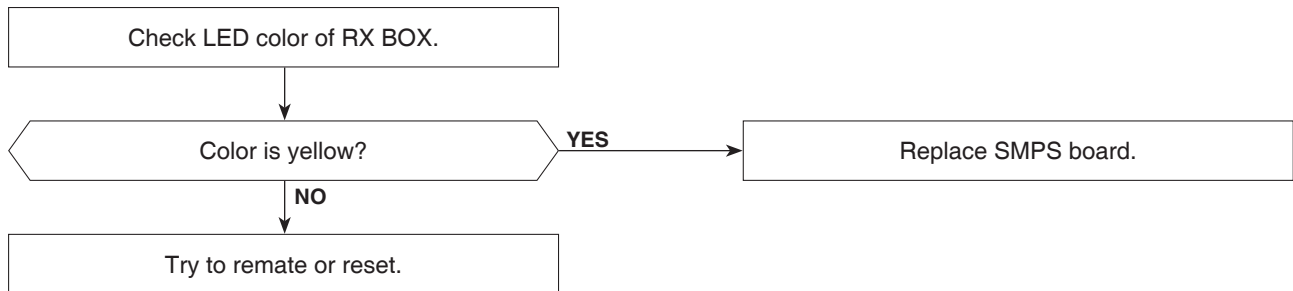 Check LED color of RX BOX.
Color is yellow?
YES
Replace SMPS board.
NO
Try to remate or reset.